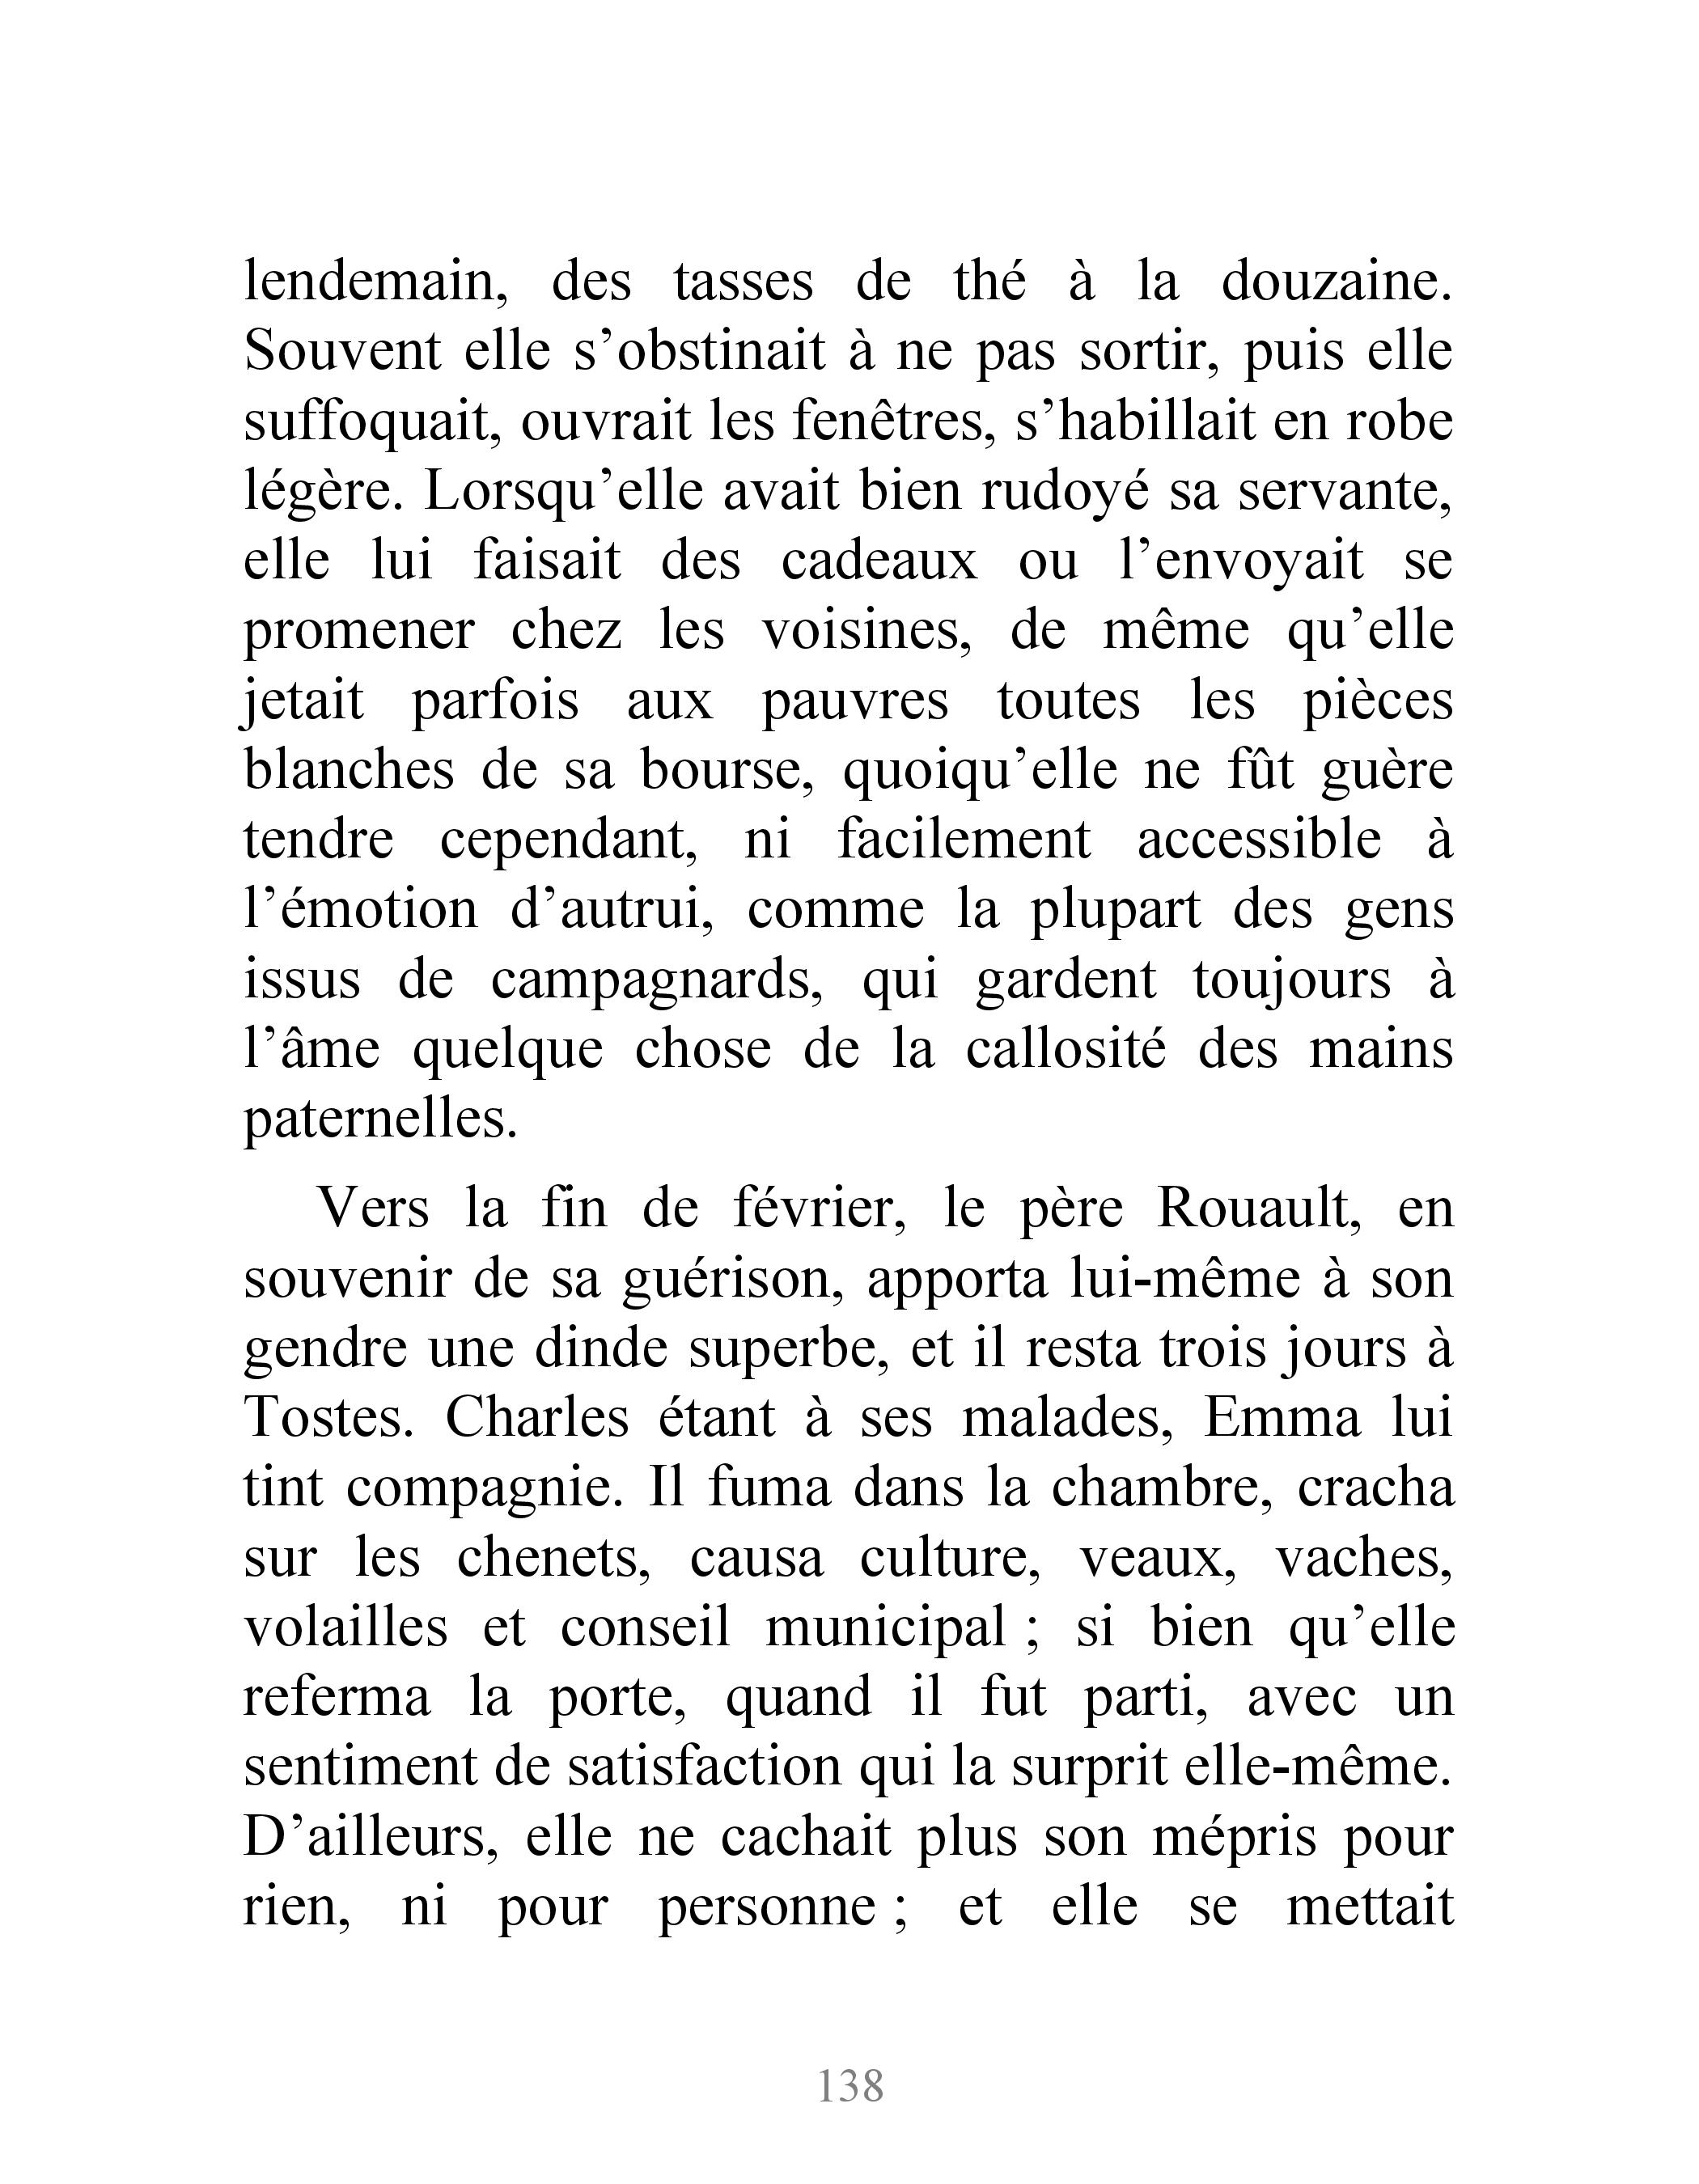 lendemain, des tasses de thé à la douzaine.
Souvent elle s’obstinait à ne pas sortir, puis elle
suffoquait, ouvrait les fenêtres, s’habillait en robe
légère. Lorsqu’elle avait bien rudoyé sa servante,
elle lui faisait des cadeaux ou l’envoyait se
promener chez les voisines, de même qu’elle
jetait parfois aux pauvres toutes les pièces
blanches de sa bourse, quoiqu’elle ne fût guère
tendre cependant, ni facilement accessible à
l’émotion d’autrui, comme la plupart des gens
issus de campagnards, qui gardent toujours à
l’âme quelque chose de la callosité des mains
paternelles.
Vers la fin de février, le père Rouault, en
souvenir de sa guérison, apporta lui-même à son
gendre une dinde superbe, et il resta trois jours à
Tostes. Charles étant à ses malades, Emma lui
tint compagnie. Il fuma dans la chambre, cracha
sur les chenets, causa culture, veaux, vaches,
volailles et conseil municipal ; si bien qu’elle
referma la porte, quand il fut parti, avec un
sentiment de satisfaction qui la surprit elle-même.
D’ailleurs, elle ne cachait plus son mépris pour
rien, ni pour personne ; et elle se mettait
138